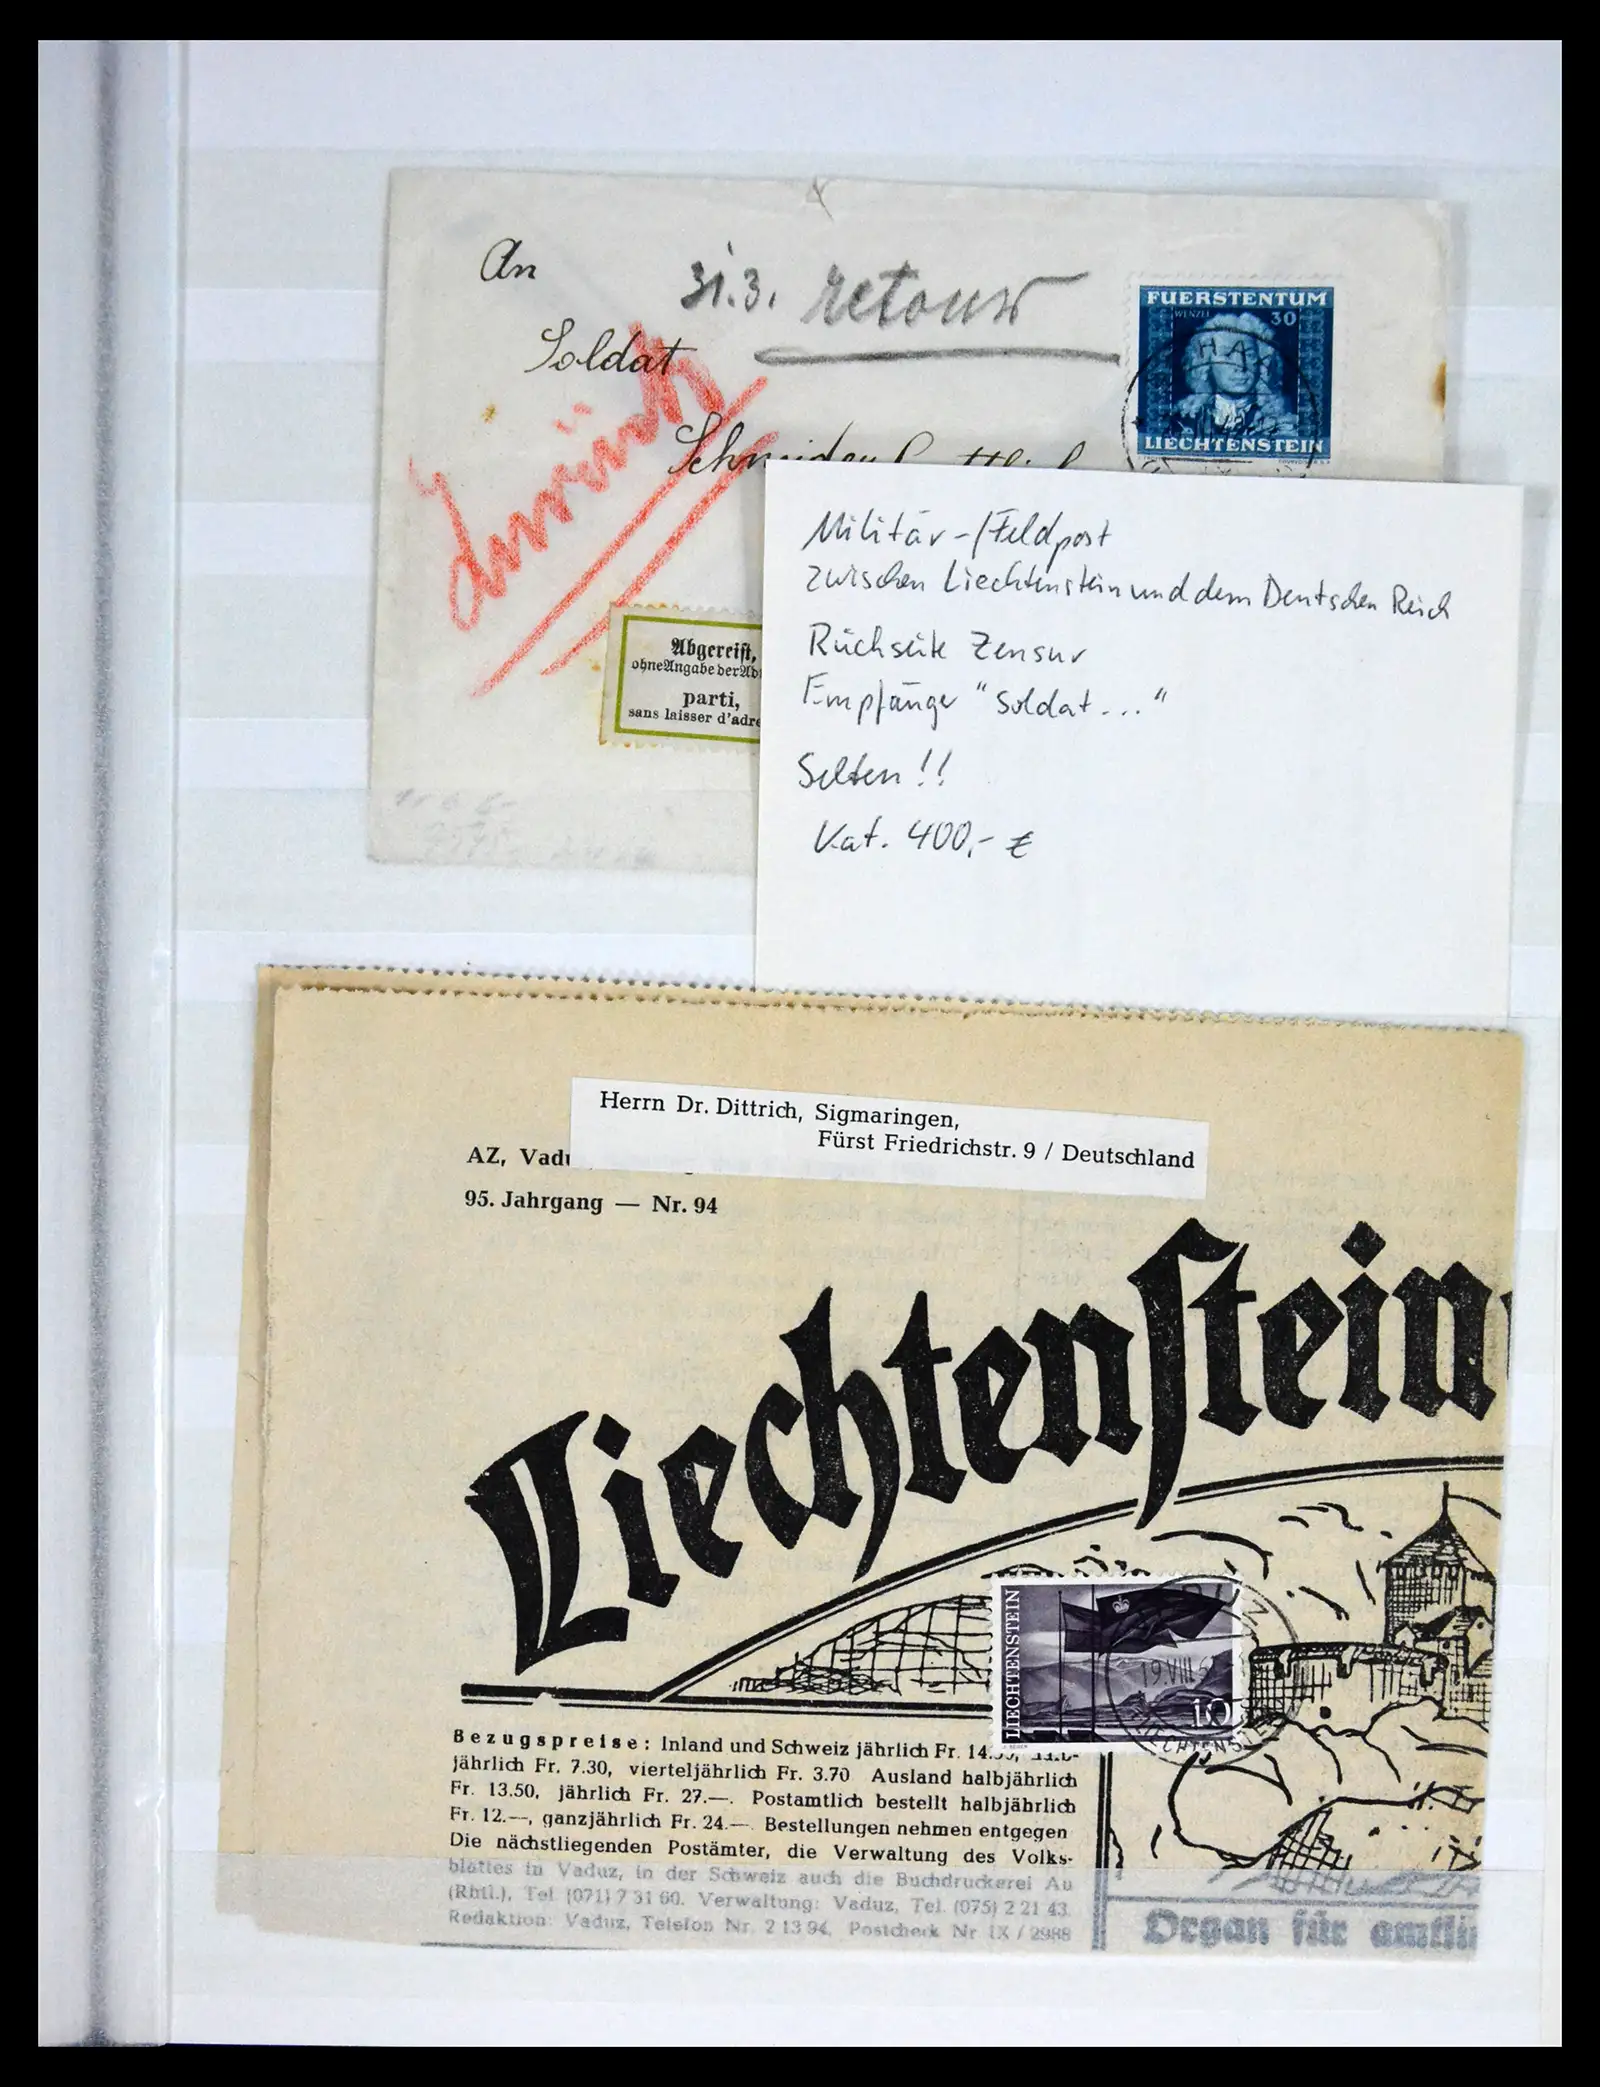 An
31.3. retour
Soldat
zurück
FUERSTENTUM
WENZEL 30
LIECHTENSTEIN
Abgereist,
ohne Angabe der
parti,
sans laisser d'adre
Militär-/Feldpost
zwischen Liechtenstein und dem Deutschen Reich
Rückseite Zensur
Empfänger "Soldat..."
Selten!!
Kat. 400,- €
Herrn Dr. Dittrich, Sigmaringen,
Fürst Friedrichstr. 9 / Deutschland
AZ, Vadu
95. Jahrgang — Nr. 94
Liechtenstein
LIECHTENSTEIN
10
19.VIII.6
LIECHTENST
Bezugspreise: Inland und Schweiz jährlich Fr. 14.
jährlich Fr. 7.30, vierteljährlich Fr. 3.70 Ausland halbjährlich
Fr. 13.50, jährlich Fr. 27.—. Postamtlich bestellt halbjährlich
Fr. 12.—, ganzjährlich Fr. 24.—. Bestellungen nehmen entgegen
Die nächstliegenden Postämter, die Verwaltung des Volks-
blattes in Vaduz, in der Schweiz auch die Buchdruckerei Au
(Rhtl.), Tel (071) 7 31 60. Verwaltung: Vaduz, Tel. (075) 2 21 43.
Redaktion: Vaduz, Telefon Nr. 2 13 94, Postcheck Nr IX / 2988
Organ für amtli